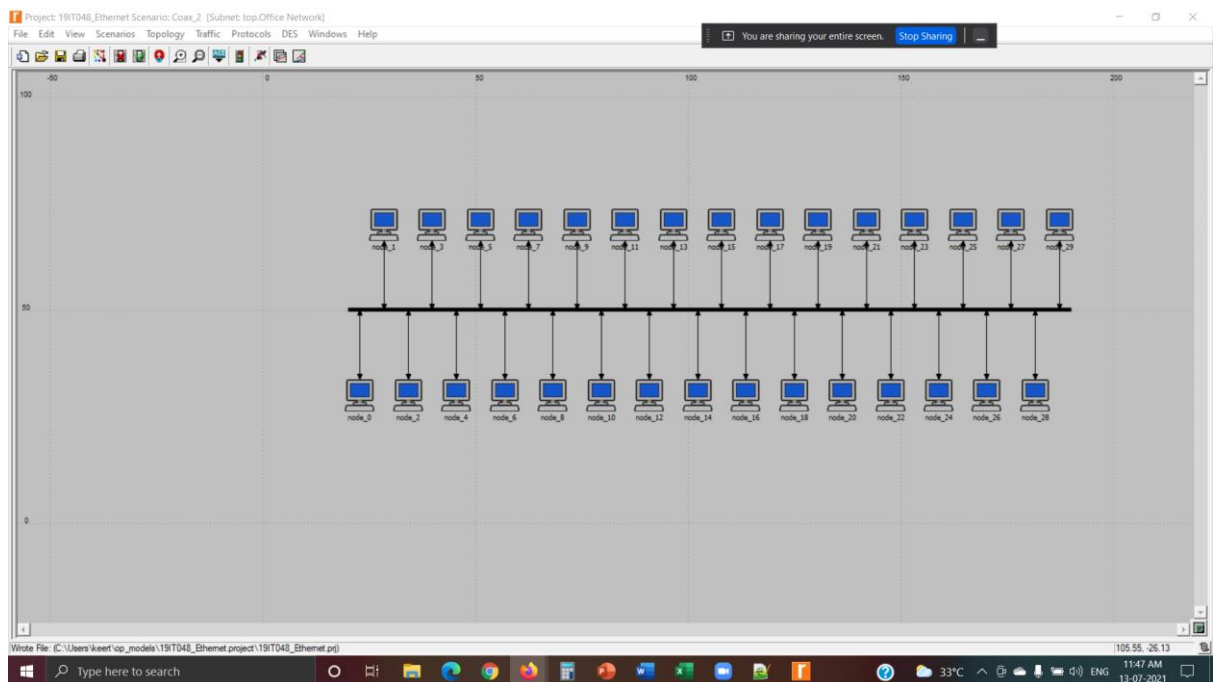 Project: 19IT048_Ethernet Scenario: Coax_2 [Subnet: top.Office Network]
File Edit View Scenarios Topology Traffic Protocols DES Windows Help
You are sharing your entire screen. Stop Sharing
-50 0 50 100 150 200
100
node_1 node_3 node_5 node_7 node_9 node_11 node_13 node_15 node_17 node_19 node_21 node_23 node_25 node_27 node_29
50
node_0 node_2 node_4 node_6 node_8 node_10 node_12 node_14 node_16 node_18 node_20 node_22 node_24 node_26 node_28
0
Wrote File: (C:\Users\keert\op_models\19IT048_Ethernet.project\19IT048_Ethernet.prj) 105.55, -26.13
Type here to search 33°C ENG 11:47 AM
13-07-2021